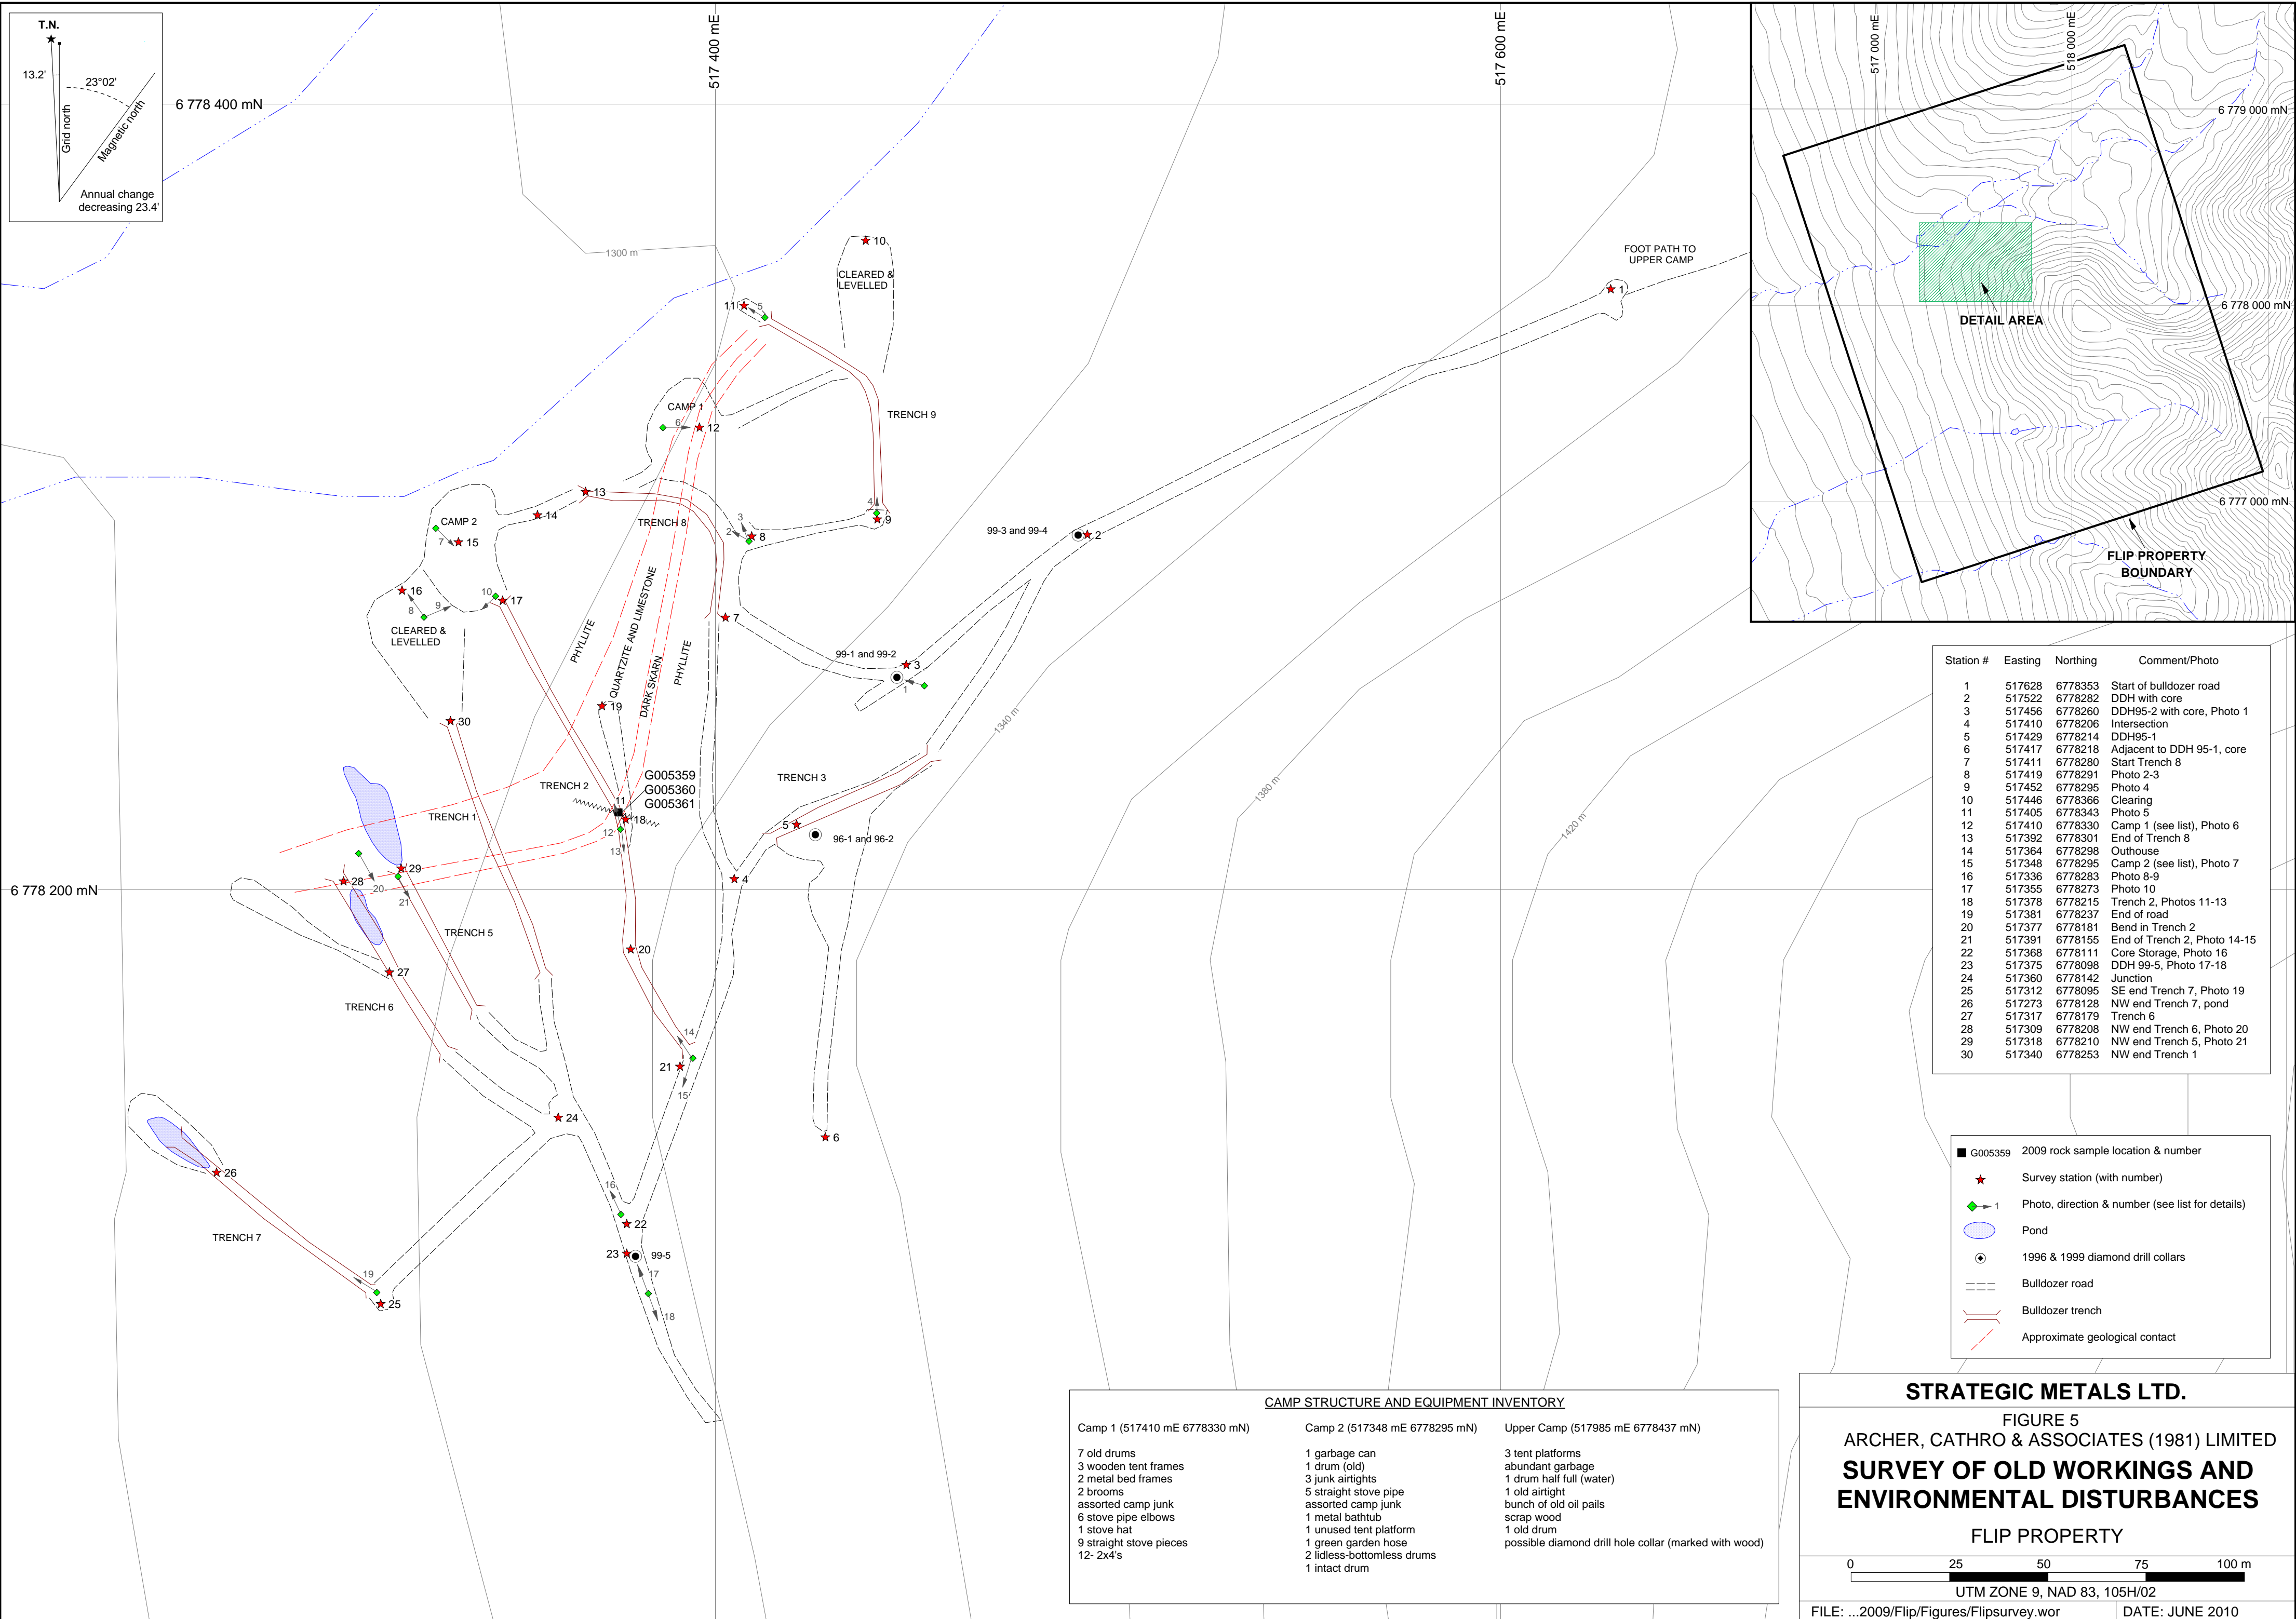 T.N.
13.2'
23°02'
Grid north
Magnetic north
Annual change
decreasing 23.4'
6 778 400 mN
517 400 mE
517 600 mE
6 778 200 mN
1300 m
1340 m
1380 m
1420 m
10
CLEARED &
LEVELLED
FOOT PATH TO
UPPER CAMP
1
11
5
CAMP 1
6
12
TRENCH 9
13
14
TRENCH 8
4
9
3
2
8
99-3 and 99-4
2
CAMP 2
7
15
16
8
9
10
17
CLEARED &
LEVELLED
7
PHYLLITE
QUARTZITE AND LIMESTONE
DARK SKARN
PHYLLITE
99-1 and 99-2
3
1
19
30
TRENCH 2
G005359
G005360
G005361
TRENCH 3
11
18
12
13
5
96-1 and 96-2
TRENCH 1
29
28
20
21
4
TRENCH 5
20
27
TRENCH 6
14
21
15
24
6
26
16
22
TRENCH 7
23
99-5
17
19
25
18
517 000 mE
518 000 mE
6 779 000 mN
6 778 000 mN
DETAIL AREA
6 777 000 mN
FLIP PROPERTY
BOUNDARY
Station # Easting Northing Comment/Photo
1 517628 6778353 Start of bulldozer road
2 517522 6778282 DDH with core
3 517456 6778260 DDH95-2 with core, Photo 1
4 517410 6778206 Intersection
5 517429 6778214 DDH95-1
6 517417 6778218 Adjacent to DDH 95-1, core
7 517411 6778280 Start Trench 8
8 517419 6778291 Photo 2-3
9 517452 6778295 Photo 4
10 517446 6778366 Clearing
11 517405 6778343 Photo 5
12 517410 6778330 Camp 1 (see list), Photo 6
13 517392 6778301 End of Trench 8
14 517364 6778298 Outhouse
15 517348 6778295 Camp 2 (see list), Photo 7
16 517336 6778283 Photo 8-9
17 517355 6778273 Photo 10
18 517378 6778215 Trench 2, Photos 11-13
19 517381 6778237 End of road
20 517377 6778181 Bend in Trench 2
21 517391 6778155 End of Trench 2, Photo 14-15
22 517368 6778111 Core Storage, Photo 16
23 517375 6778098 DDH 99-5, Photo 17-18
24 517360 6778142 Junction
25 517312 6778095 SE end Trench 7, Photo 19
26 517273 6778128 NW end Trench 7, pond
27 517317 6778179 Trench 6
28 517309 6778208 NW end Trench 6, Photo 20
29 517318 6778210 NW end Trench 5, Photo 21
30 517340 6778253 NW end Trench 1
G005359 2009 rock sample location & number
Survey station (with number)
1 Photo, direction & number (see list for details)
Pond
1996 & 1999 diamond drill collars
Bulldozer road
Bulldozer trench
Approximate geological contact
CAMP STRUCTURE AND EQUIPMENT INVENTORY
Camp 1 (517410 mE 6778330 mN)
7 old drums
3 wooden tent frames
2 metal bed frames
2 brooms
assorted camp junk
6 stove pipe elbows
1 stove hat
9 straight stove pieces
12- 2x4's
Camp 2 (517348 mE 6778295 mN)
1 garbage can
1 drum (old)
3 junk airtights
5 straight stove pipe
assorted camp junk
1 metal bathtub
1 unused tent platform
1 green garden hose
2 lidless-bottomless drums
1 intact drum
Upper Camp (517985 mE 6778437 mN)
3 tent platforms
abundant garbage
1 drum half full (water)
1 old airtight
bunch of old oil pails
scrap wood
1 old drum
possible diamond drill hole collar (marked with wood)
STRATEGIC METALS LTD.
FIGURE 5
ARCHER, CATHRO & ASSOCIATES (1981) LIMITED
SURVEY OF OLD WORKINGS AND
ENVIRONMENTAL DISTURBANCES
FLIP PROPERTY
0 25 50 75 100 m
UTM ZONE 9, NAD 83, 105H/02
FILE: ...2009/Flip/Figures/Flipsurvey.wor DATE: JUNE 2010